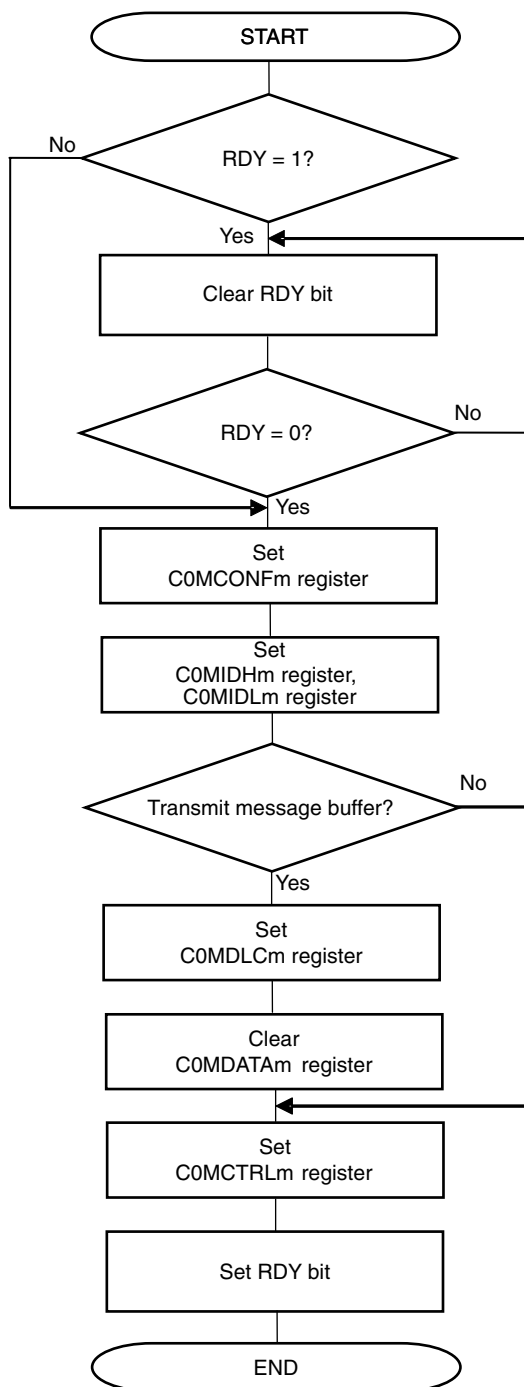 START
No
RDY = 1?
Yes
Clear RDY bit
No
RDY = 0?
Yes
Set
C0MCONFm register
Set
C0MIDHm register,
C0MIDLm register
No
Transmit message buffer?
Yes
Set
C0MDLCm register
Clear
C0MDATAm register
Set
C0MCTRLm register
Set RDY bit
END